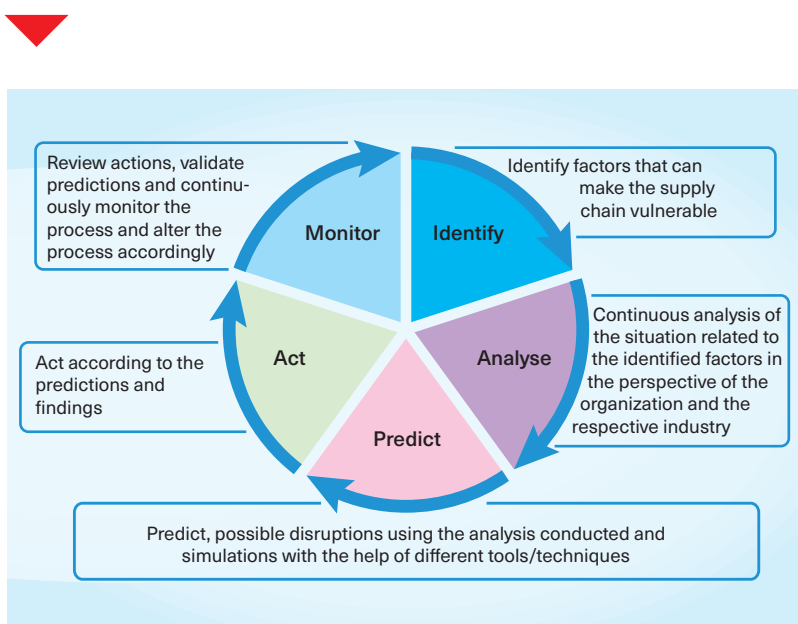 Review actions, validate
predictions and continu-
ously monitor the
process and alter the
process accordingly
Monitor
Identify
Identify factors that can
make the supply
chain vulnerable
Continuous analysis of
the situation related to
the identified factors in
the perspective of the
organization and the
respective industry
Analyse
Act
Act according to the
predictions and
findings
Predict
Predict, possible disruptions using the analysis conducted and
simulations with the help of different tools/techniques